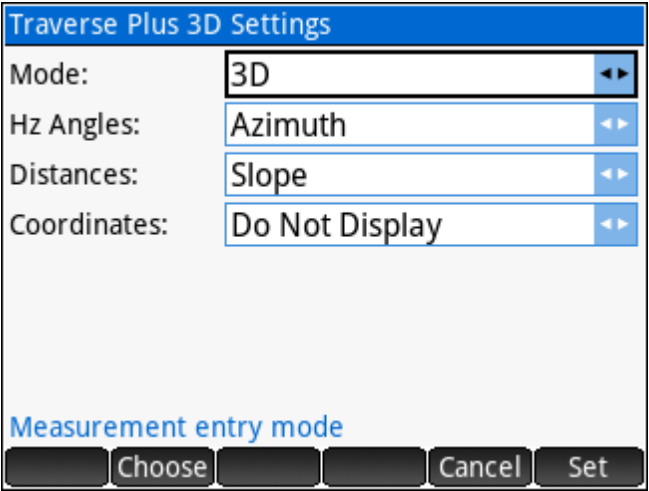 Traverse Plus 3D Settings
Mode: 3D
Hz Angles: Azimuth
Distances: Slope
Coordinates: Do Not Display
Measurement entry mode
Choose Cancel Set